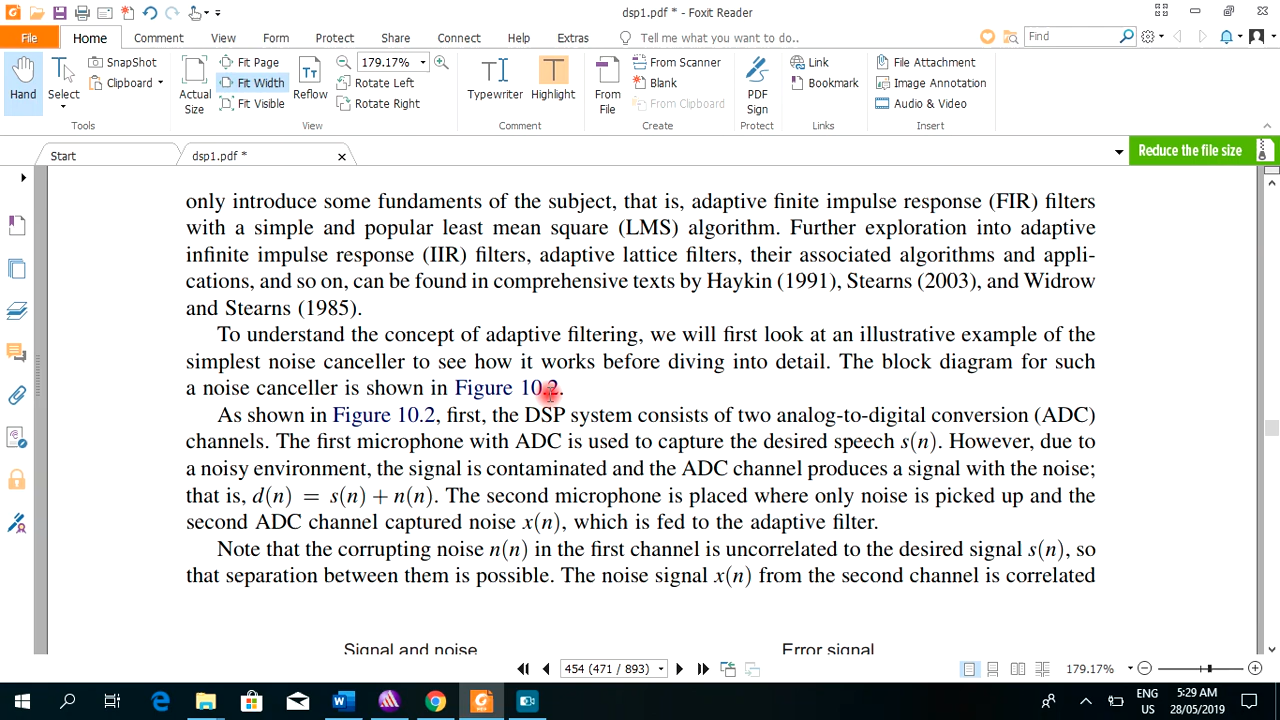 dsp1.pdf * - Foxit Reader
File Home Comment View Form Protect Share Connect Help Extras Tell me what you want to do.. Find
Hand
Select
SnapShot
Clipboard
Tools
Actual Size
Fit Page
Fit Width
Fit Visible
Reflow
179.17%
Rotate Left
Rotate Right
View
Typewriter
Highlight
Comment
From File
From Scanner
Blank
From Clipboard
Create
PDF Sign
Protect
Link
Bookmark
Links
File Attachment
Image Annotation
Audio & Video
Insert
Start
dsp1.pdf *
Reduce the file size
only introduce some fundaments of the subject, that is, adaptive finite impulse response (FIR) filters
with a simple and popular least mean square (LMS) algorithm. Further exploration into adaptive
infinite impulse response (IIR) filters, adaptive lattice filters, their associated algorithms and appli-
cations, and so on, can be found in comprehensive texts by Haykin (1991), Stearns (2003), and Widrow
and Stearns (1985).
To understand the concept of adaptive filtering, we will first look at an illustrative example of the
simplest noise canceller to see how it works before diving into detail. The block diagram for such
a noise canceller is shown in Figure 10.2.
As shown in Figure 10.2, first, the DSP system consists of two analog-to-digital conversion (ADC)
channels. The first microphone with ADC is used to capture the desired speech s(n). However, due to
a noisy environment, the signal is contaminated and the ADC channel produces a signal with the noise;
that is, d(n) = s(n) + n(n). The second microphone is placed where only noise is picked up and the
second ADC channel captured noise x(n), which is fed to the adaptive filter.
Note that the corrupting noise n(n) in the first channel is uncorrelated to the desired signal s(n), so
that separation between them is possible. The noise signal x(n) from the second channel is correlated
Signal and noise Error signal
454 (471 / 893) 179.17%
ENG US
5:29 AM
28/05/2019